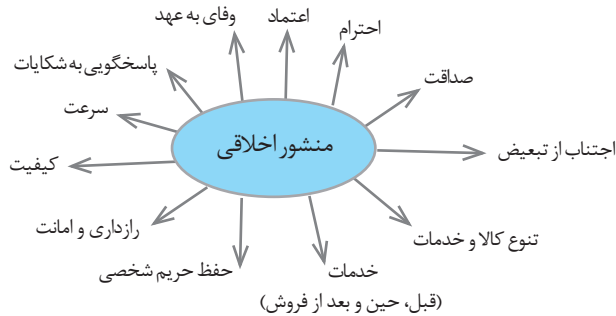 وفای به عهد
اعتماد
احترام
پاسخگویی به شکایات
صداقت
سرعت
منشور اخلاقی
اجتناب از تبعیض
کیفیت
رازداری و امانت
تنوع کالا و خدمات
حفظ حریم شخصی
خدمات
(قبل، حین و بعد از فروش)